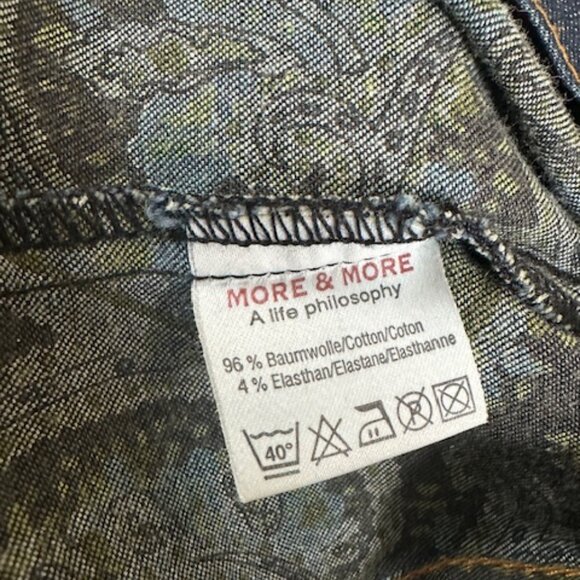 MORE & MORE
A life philosophy
96 % Baumwolle/Cotton/Coton
4 % Elasthan/Elastane/Elasthanne
40° P